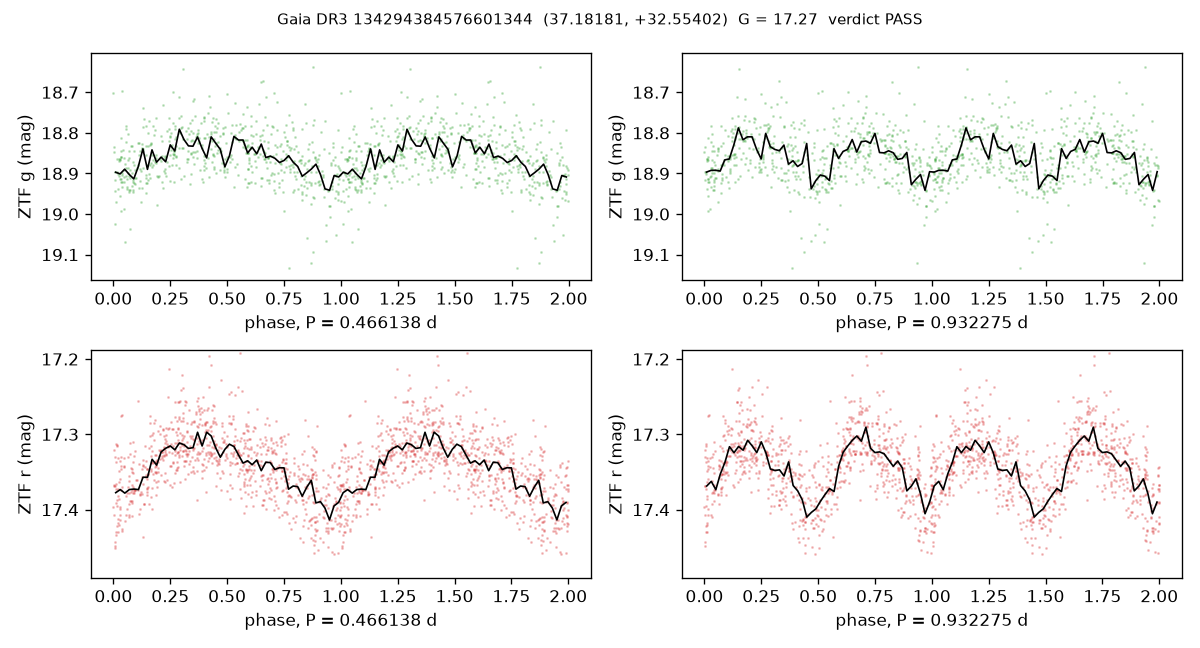 Gaia DR3 134294384576601344  (37.18181, +32.55402)  G = 17.27  verdict PASS
ZTF g (mag)
18.7
18.8
18.9
19.0
19.1
0.00 0.25 0.50 0.75 1.00 1.25 1.50 1.75 2.00
phase, P = 0.466138 d
ZTF g (mag)
18.7
18.8
18.9
19.0
19.1
0.00 0.25 0.50 0.75 1.00 1.25 1.50 1.75 2.00
phase, P = 0.932275 d
ZTF r (mag)
17.2
17.3
17.4
0.00 0.25 0.50 0.75 1.00 1.25 1.50 1.75 2.00
phase, P = 0.466138 d
ZTF r (mag)
17.2
17.3
17.4
0.00 0.25 0.50 0.75 1.00 1.25 1.50 1.75 2.00
phase, P = 0.932275 d